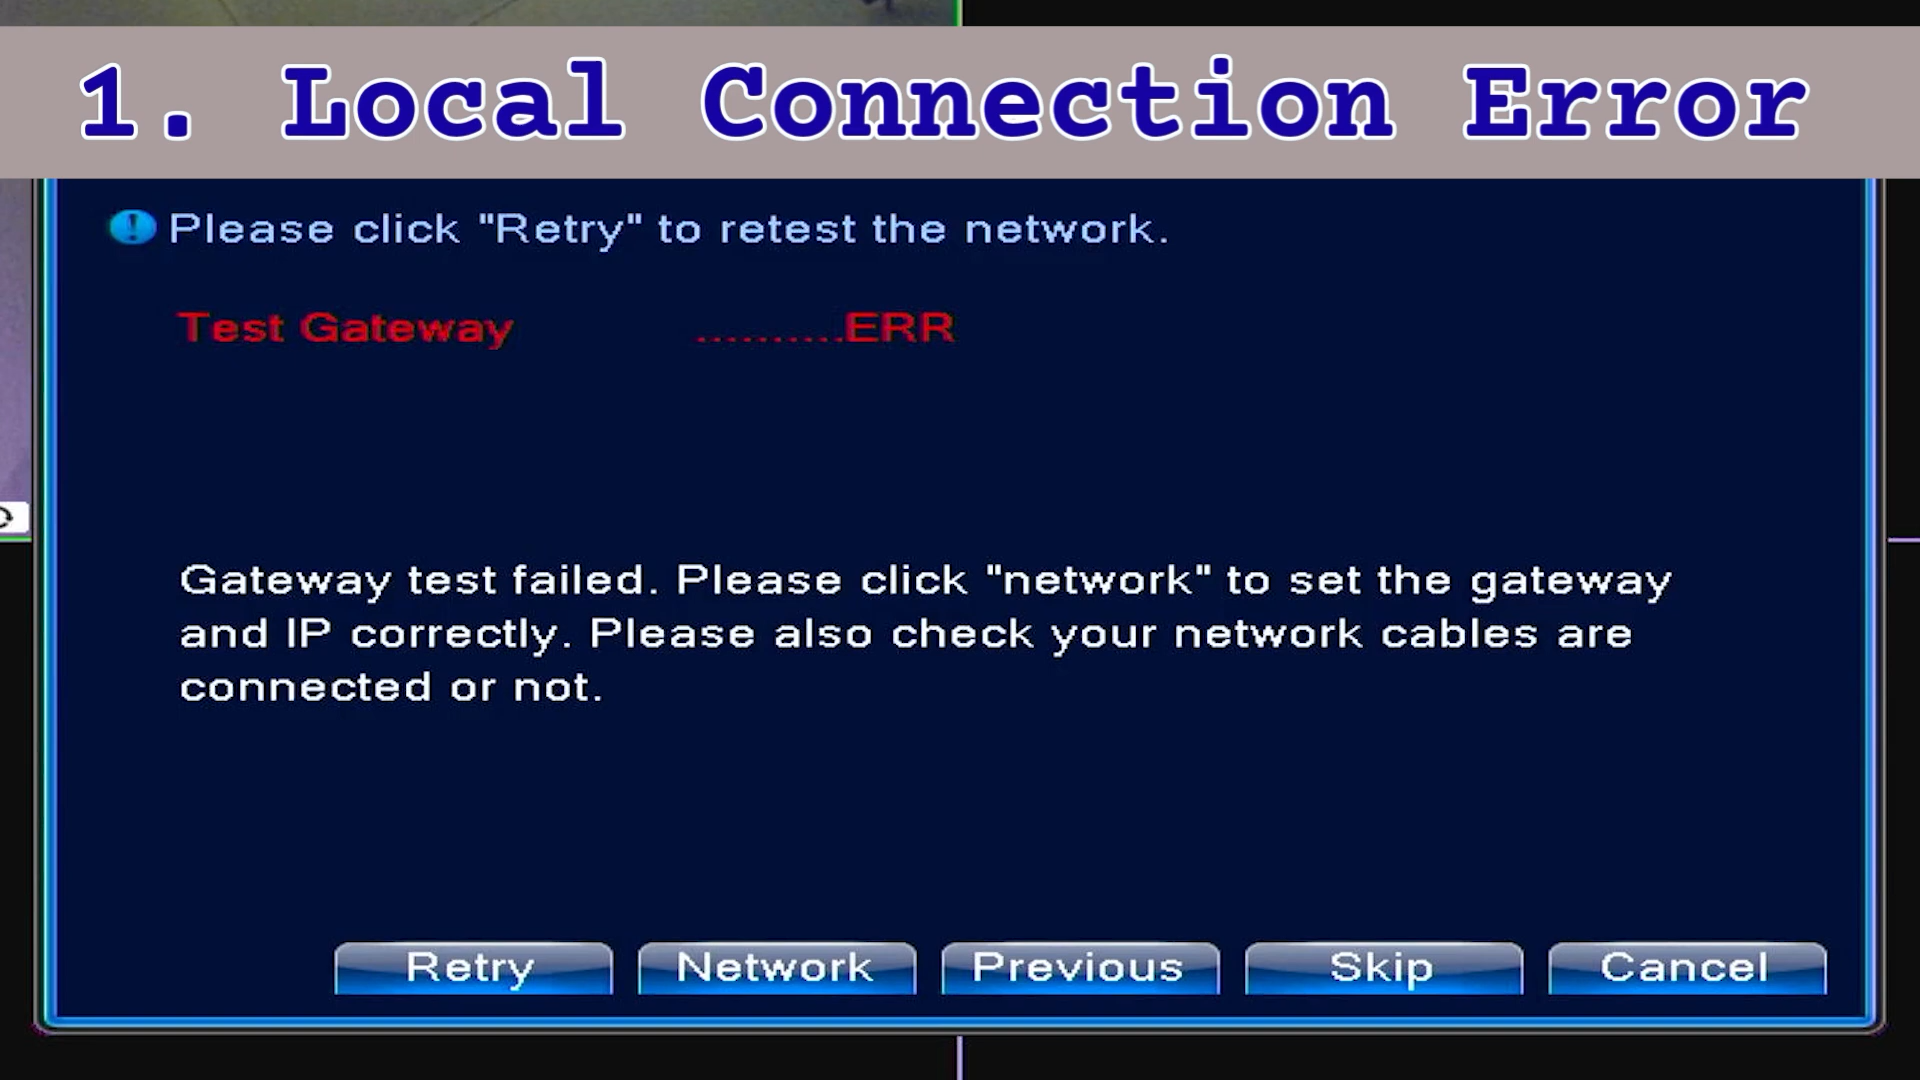 1. Local Connection Error
Please click "Retry" to retest the network.
Test Gateway ..........ERR
Gateway test failed. Please click "network" to set the gateway
and IP correctly. Please also check your network cables are
connected or not.
Retry Network Previous Skip Cancel